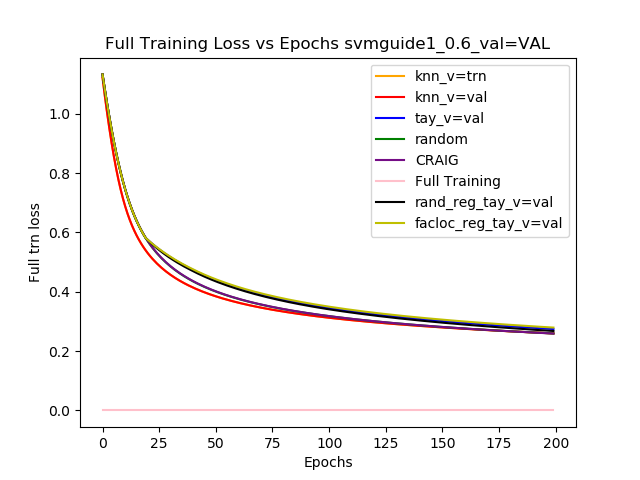 Full Training Loss vs Epochs svmguide1_0.6_val=VAL
knn_v=trn
knn_v=val
tay_v=val
random
CRAIG
Full Training
rand_reg_tay_v=val
facloc_reg_tay_v=val
Full trn loss
1.0
0.8
0.6
0.4
0.2
0.0
0 25 50 75 100 125 150 175 200
Epochs